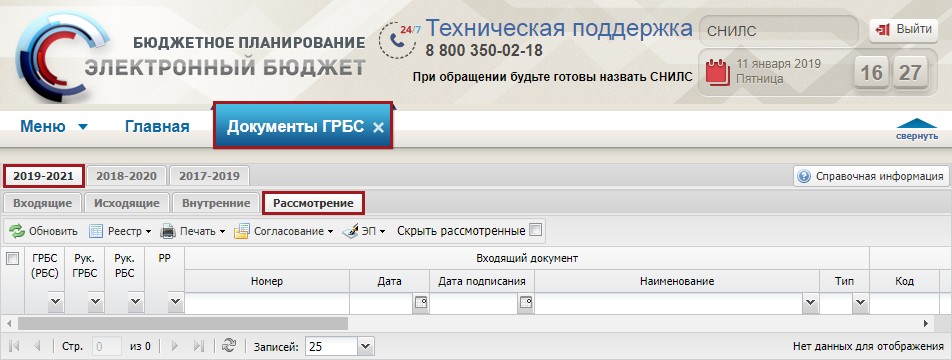 БЮДЖЕТНОЕ ПЛАНИРОВАНИЕ
ЭЛЕКТРОННЫЙ БЮДЖЕТ
24/7 Техническая поддержка
8 800 350-02-18
При обращении будьте готовы назвать СНИЛС
СНИЛС
Выйти
11 января 2019
Пятница
16 27
Меню Главная Документы ГРБС
свернуть
2019-2021 2018-2020 2017-2019 Справочная информация
Входящие Исходящие Внутренние Рассмотрение
Обновить Реестр Печать Согласование ЭП Скрыть рассмотренные
ГРБС (РБС) Рук. ГРБС Рук. РБС РР Входящий документ
Номер Дата Дата подписания Наименование Тип Код
Стр. 0 из 0 Записей: 25 Нет данных для отображения